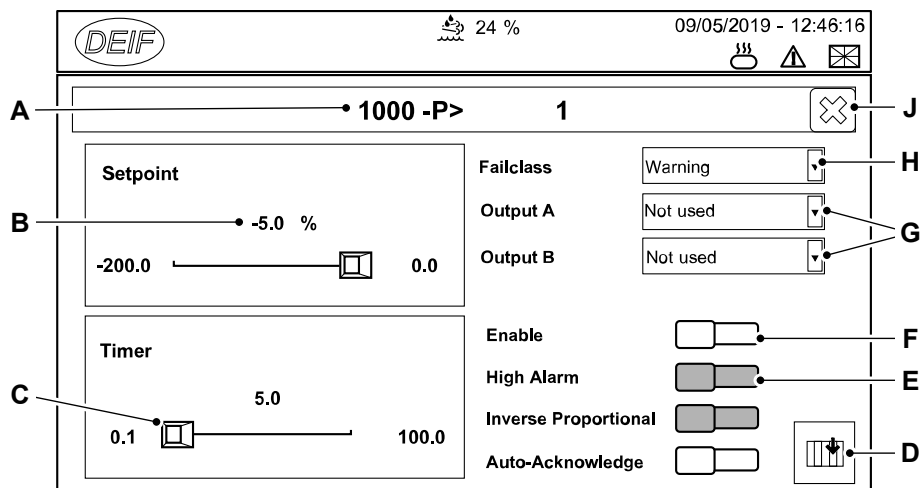 DEIF 24 % 09/05/2019 - 12:46:16
A 1000 -P> 1 J
Setpoint
B -5.0 %
-200.0 0.0
Failclass Warning H
Output A Not used
G
Output B Not used
Timer
C 5.0
0.1 100.0
Enable F
High Alarm E
Inverse Proportional
Auto-Acknowledge D